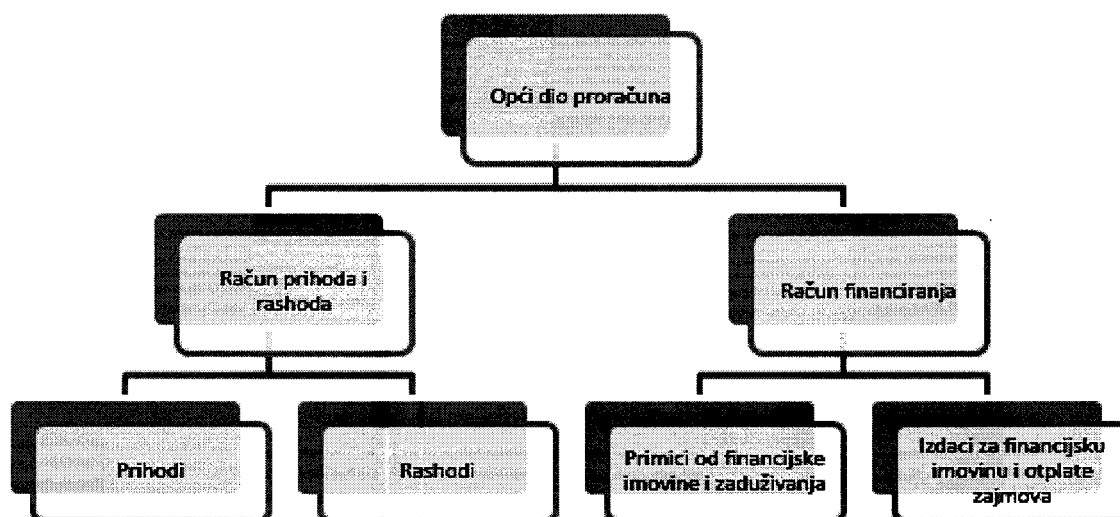 Opći dio proračuna
Račun prihoda i
rashoda
Račun financiranja
Prihodi
Rashodi
Primici od financijske
imovine i zaduživanja
Izdaci za financijsku
imovinu i otplate
zajmova